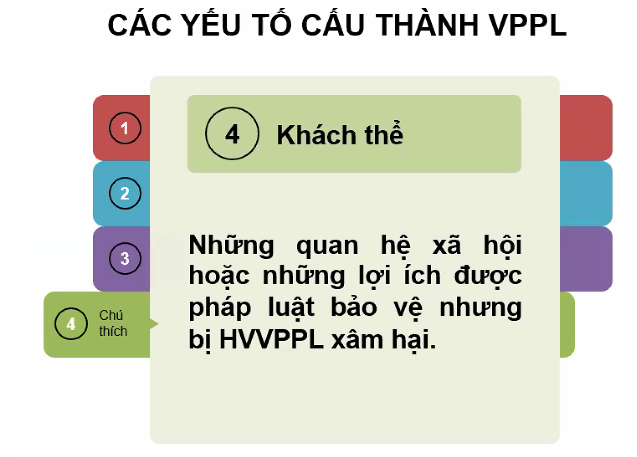 CÁC YẾU TỐ CẤU THÀNH VPPL
1
2
3
4 Chú
thích
4 Khách thể
Những quan hệ xã hội
hoặc những lợi ích được
pháp luật bảo vệ nhưng
bị HVVPPL xâm hại.